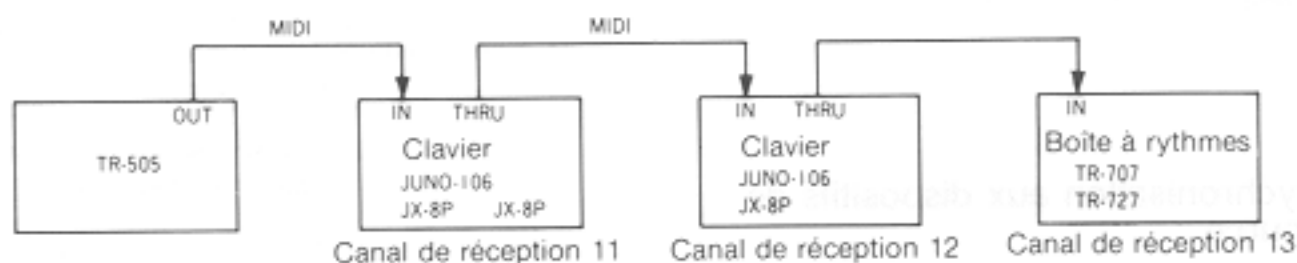 MIDI MIDI
OUT IN THRU IN THRU IN
TR-505
Clavier
JUNO-106
JX-8P JX-8P
Clavier
JUNO-106
JX-8P
Boîte à rythmes
TR-707
TR-727
Canal de réception 11
Canal de réception 12
Canal de réception 13